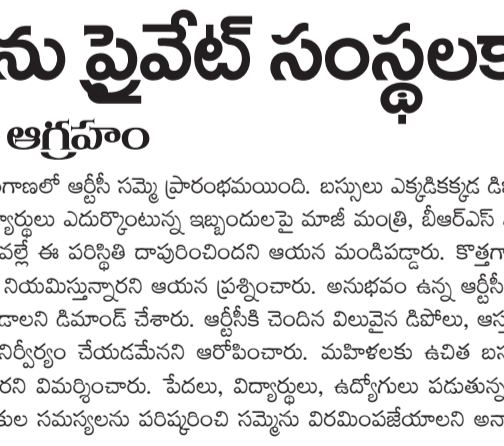 ను ప్రైవేట్ సంస్థలక
ఆగ్రహం
గాణలో ఆర్టీసీ సమ్మె ప్రారంభమయింది. బస్సులు ఎక్కడికక్కడ డి
్యార్థులు ఎదుర్కొంటున్న ఇబ్బందులపై మాజీ మంత్రి, బీఆర్ఎస్
వల్లే ఈ పరిస్థితి దాపురించిందని ఆయన మండిపడ్డారు. కొత్తగా
నియమిస్తున్నారని ఆయన ప్రశ్నించారు. అనుభవం ఉన్న ఆర్టీసీ
డాలని డిమాండ్ చేశారు. ఆర్టీసీకి చెందిన విలువైన డిపోలు, ఆస్త
నిర్వీర్యం చేయడమేనని ఆరోపించారు. మహిళలకు ఉచిత బస
రని విమర్శించారు. పేదలు, విద్యార్థులు, ఉద్యోగులు పడుతున్న
కుల సమస్యలను పరిష్కరించి సమ్మెను విరమింపజేయాలని అన్నా